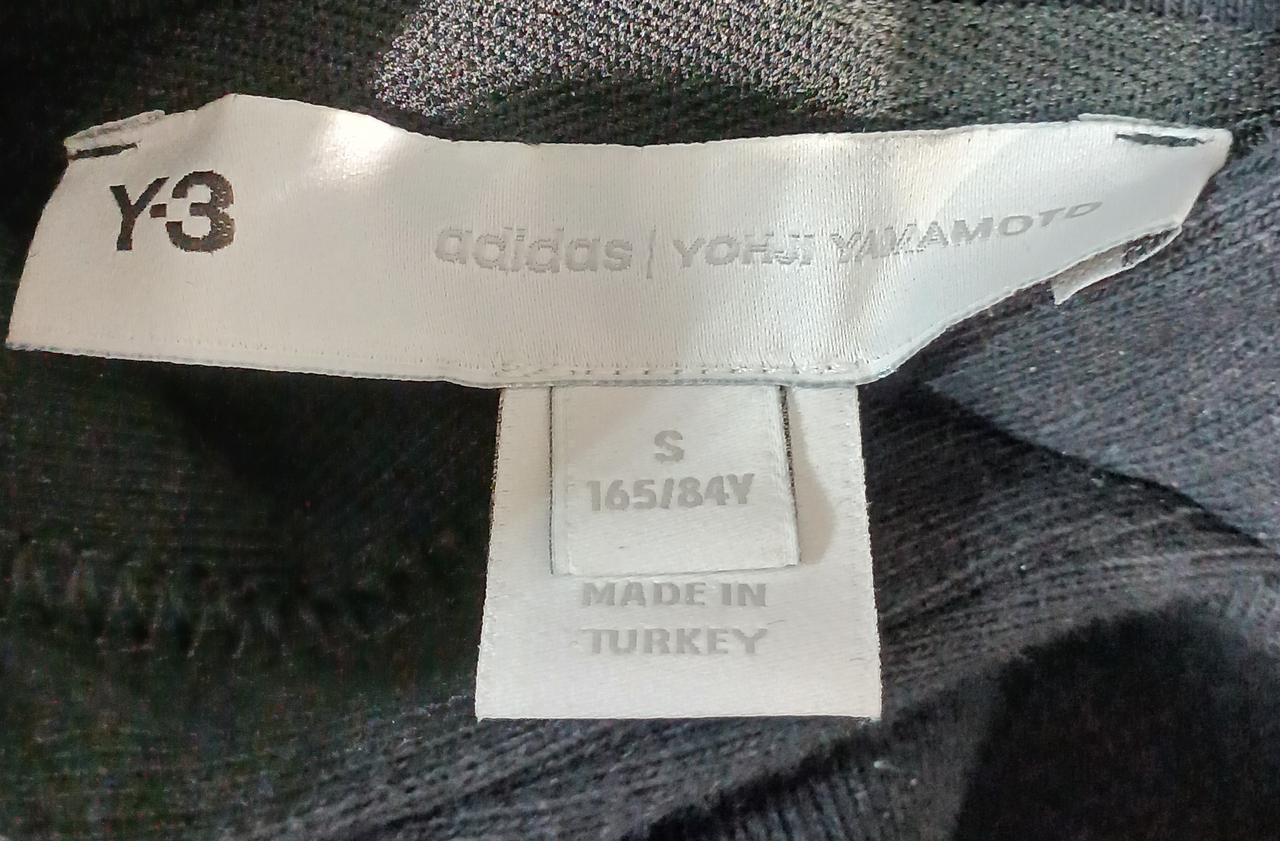 Y-3
adidas | YOHJI YAMAMOTO
S
165/84Y
MADE IN
TURKEY